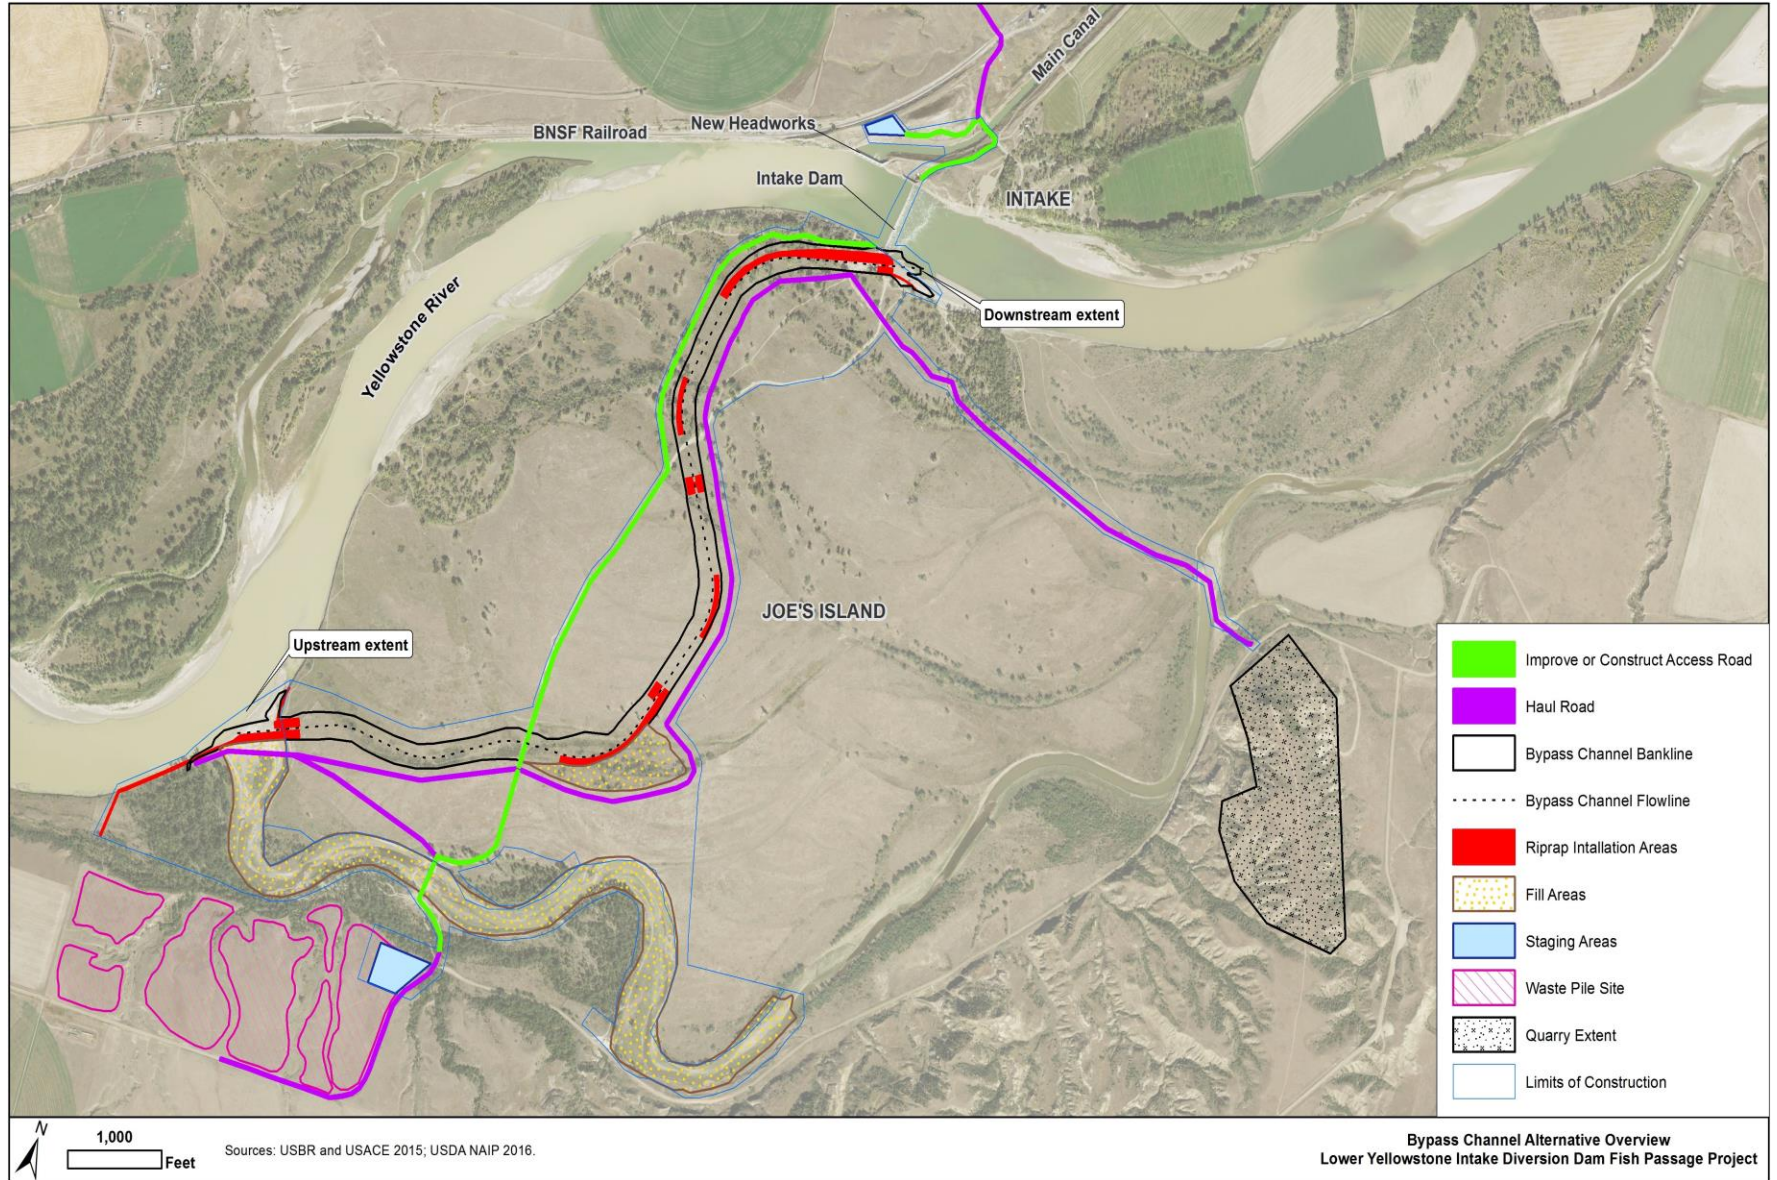 Main Canal
New Headworks
BNSF Railroad
Intake Dam
INTAKE
Yellowstone River
Downstream extent
JOE'S ISLAND
Upstream extent
Improve or Construct Access Road
Haul Road
Bypass Channel Bankline
Bypass Channel Flowline
Riprap Intallation Areas
Fill Areas
Staging Areas
Waste Pile Site
Quarry Extent
Limits of Construction
N
1,000
Feet
Sources: USBR and USACE 2015; USDA NAIP 2016.
Bypass Channel Alternative Overview
Lower Yellowstone Intake Diversion Dam Fish Passage Project